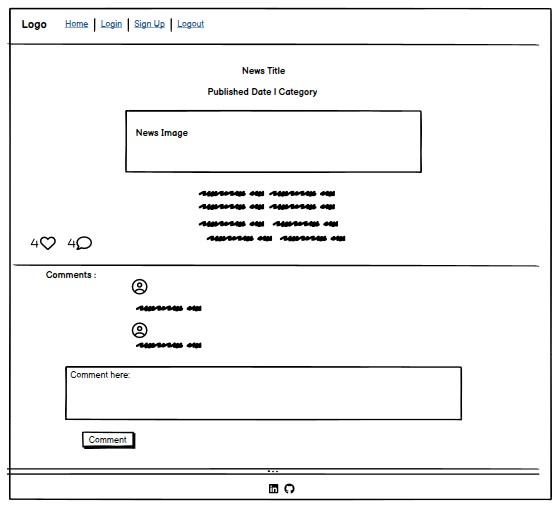 Logo Home Login Sign Up Logout
News Title
Published Date | Category
News Image
4 4
Comments :
Comment here:
Comment